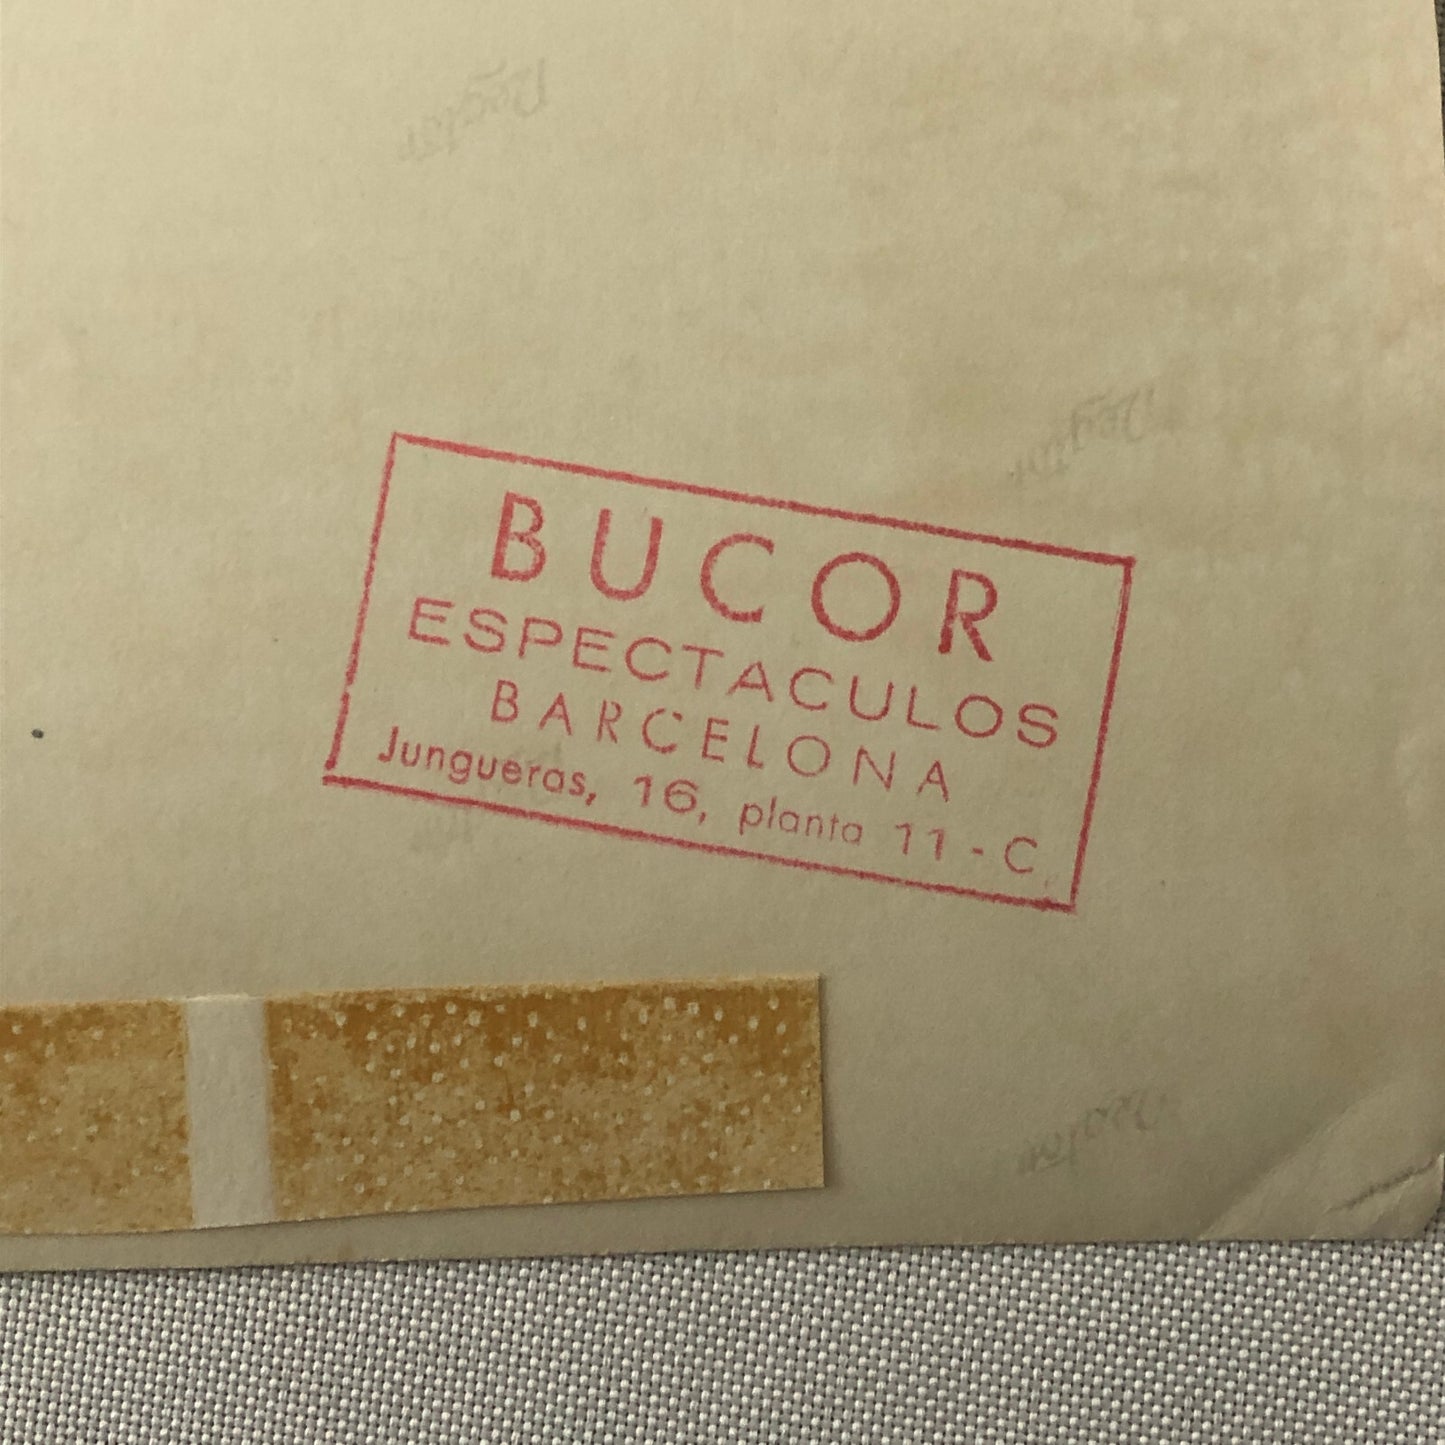 BUCOR
ESPECTACULOS
BARCELONA
Jungueras, 16, planta 11 - C.